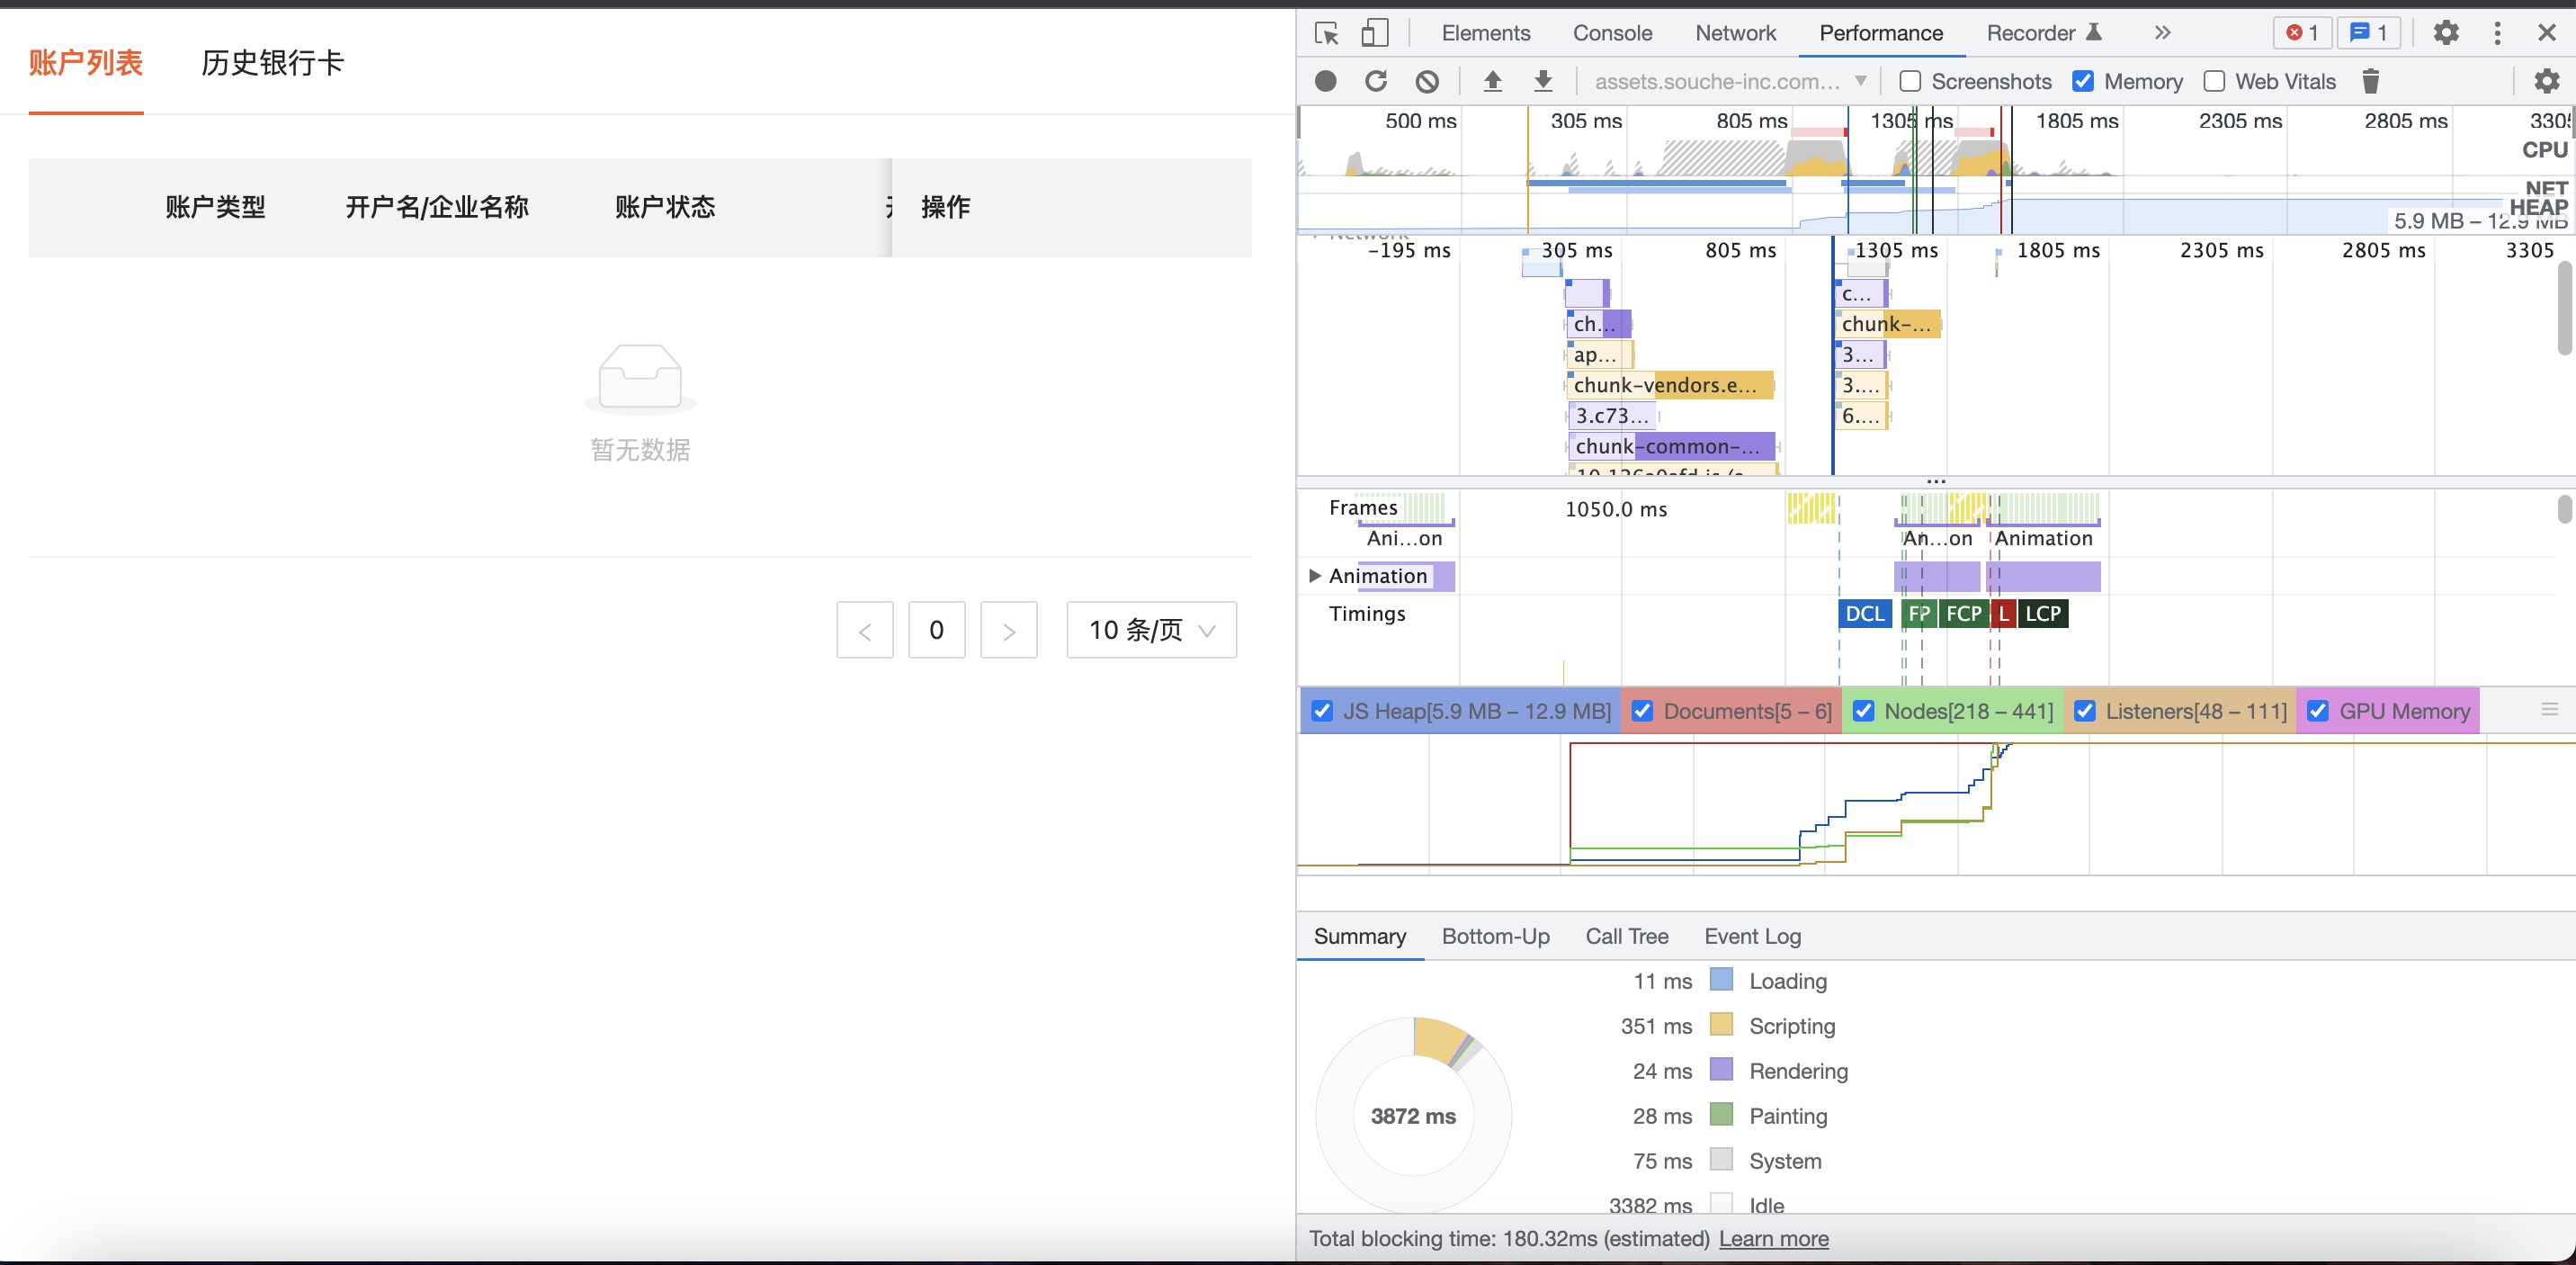 账户列表 历史银行卡
账户类型 开户名/企业名称 账户状态 操作
暂无数据
< 0 > 10 条/页
Elements Console Network Performance Recorder 1 1
assets.souche-inc.com... Screenshots Memory Web Vitals
500 ms 305 ms 805 ms 1305 ms 1805 ms 2305 ms 2805 ms 3305
CPU
NET
HEAP
5.9 MB – 12.9 MB
Network
-195 ms 305 ms 805 ms 1305 ms 1805 ms 2305 ms 2805 ms 3305
c...
ch... chunk-...
ap... 3...
chunk-vendors.e... 3....
3.c73... 6....
chunk-common-...
Frames 1050.0 ms
Ani...on An...on Animation
Animation
Timings DCL FP FCP L LCP
JS Heap[5.9 MB – 12.9 MB] Documents[5 – 6] Nodes[218 – 441] Listeners[48 – 111] GPU Memory
Summary Bottom-Up Call Tree Event Log
11 ms Loading
351 ms Scripting
24 ms Rendering
3872 ms
28 ms Painting
75 ms System
3382 ms Idle
Total blocking time: 180.32ms (estimated) Learn more